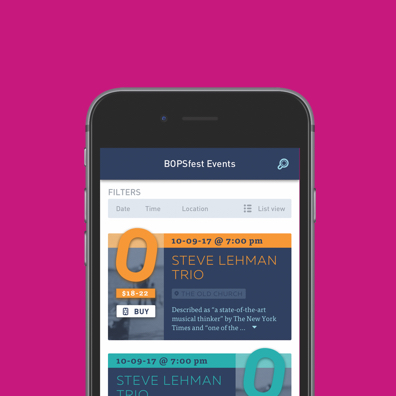 BOPSfest Events
FILTERS
Date Time Location List view
10-09-17 @ 7:00 pm
STEVE LEHMAN
TRIO
$18-22
THE OLD CHURCH
BUY
Described as "a state-of-the-art
musical thinker" by The New York
Times and "one of the ...
10-09-17 @ 7:00 pm
STEVE LEHMAN
TRIO